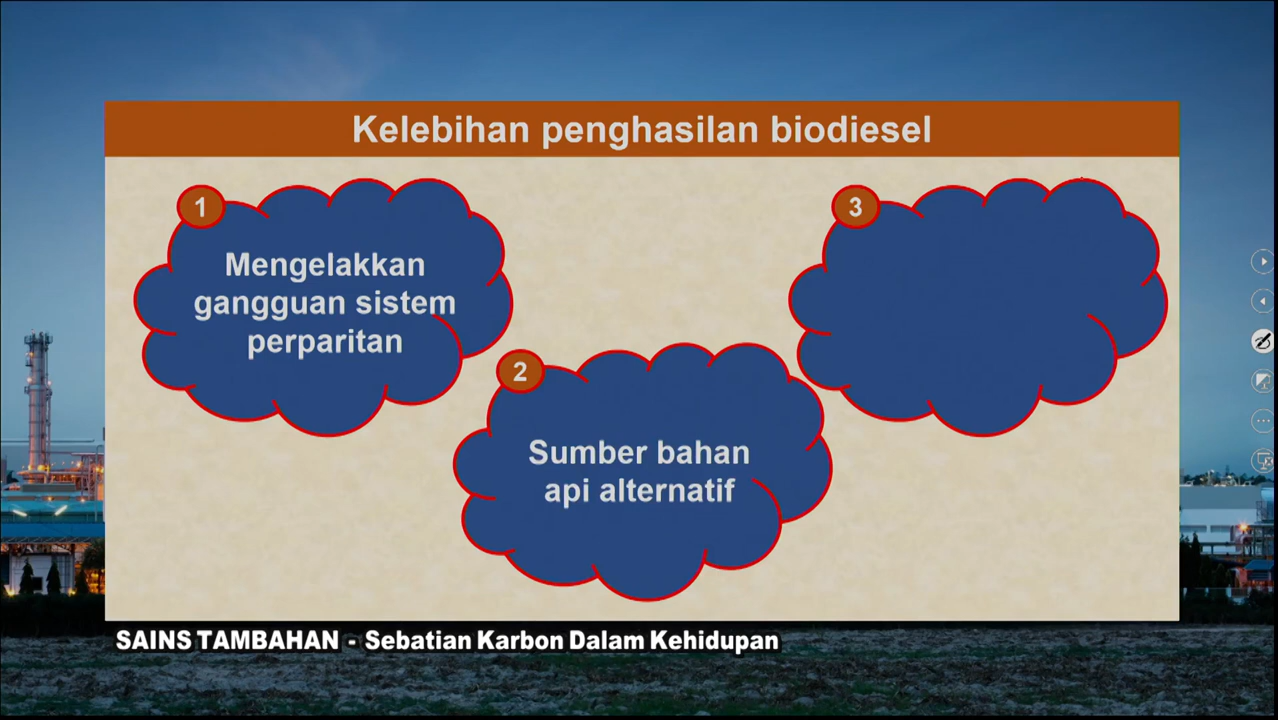 Kelebihan penghasilan biodiesel
1
Mengelakkan
gangguan sistem
perparitan
2
Sumber bahan
api alternatif
3
SAINS TAMBAHAN - Sebatian Karbon Dalam Kehidupan